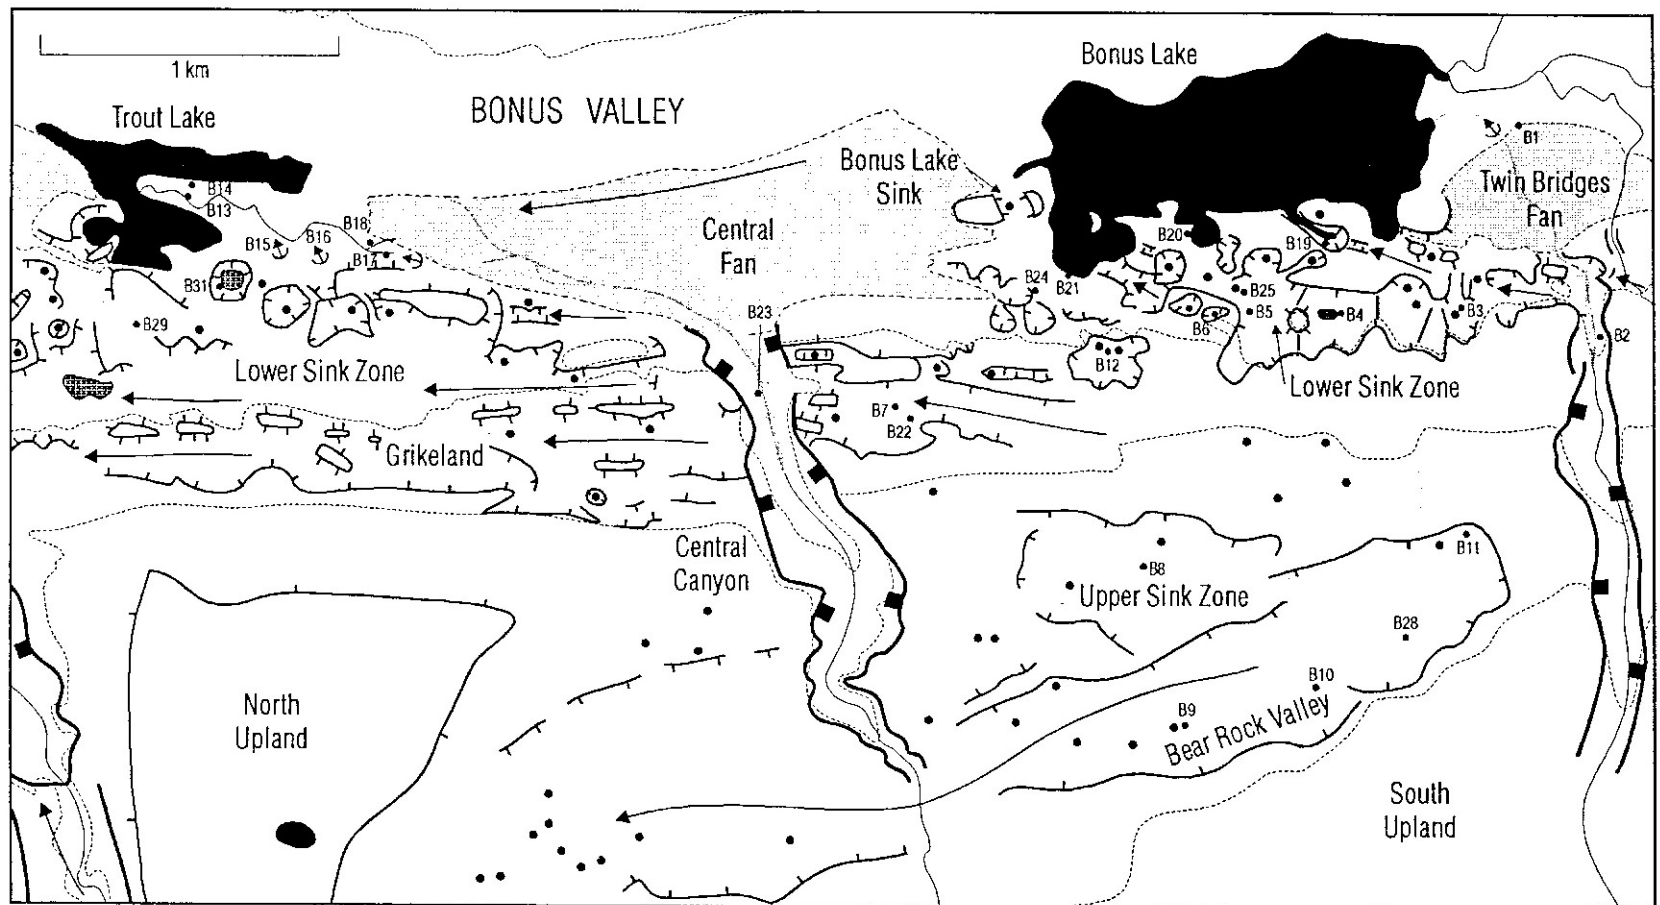 1 km
Trout Lake
BONUS VALLEY
Bonus Lake
B1
Twin Bridges
Fan
Bonus Lake
Sink
Central
Fan
B14
B13
B18
B15
B16
B17
B31
B20
B19
B24
B21
B25
B5
B6
B4
B3
B2
B29
B23
B12
Lower Sink Zone
Lower Sink Zone
B7
B22
Grikeland
Central
Canyon
B8
Upper Sink Zone
B11
B28
B10
B9
Bear Rock Valley
North
Upland
South
Upland